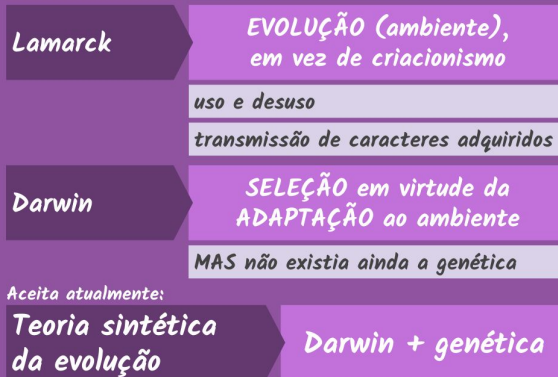 Lamarck
EVOLUÇÃO (ambiente),
em vez de criacionismo
uso e desuso
transmissão de caracteres adquiridos
Darwin
SELEÇÃO em virtude da
ADAPTAÇÃO ao ambiente
MAS não existia ainda a genética
Aceita atualmente:
Teoria sintética
da evolução
Darwin + genética